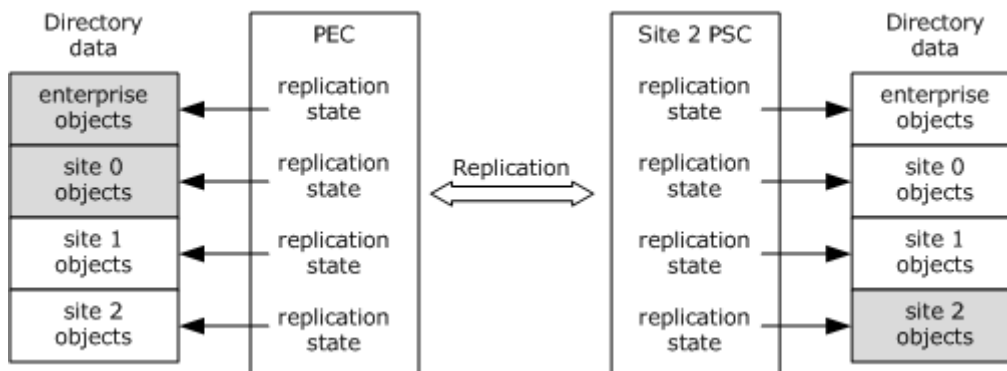 Directory
data
enterprise
objects
site 0
objects
site 1
objects
site 2
objects
PEC
replication
state
replication
state
replication
state
replication
state
Replication
Site 2 PSC
replication
state
replication
state
replication
state
replication
state
Directory
data
enterprise
objects
site 0
objects
site 1
objects
site 2
objects